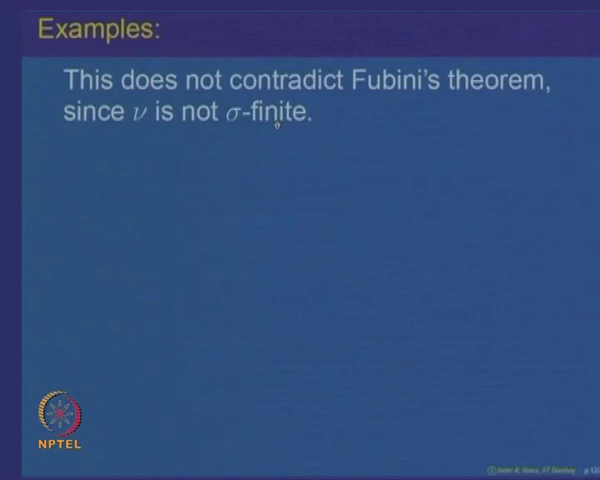 Examples:
This does not contradict Fubini's theorem,
since ν is not σ-finite.
NPTEL